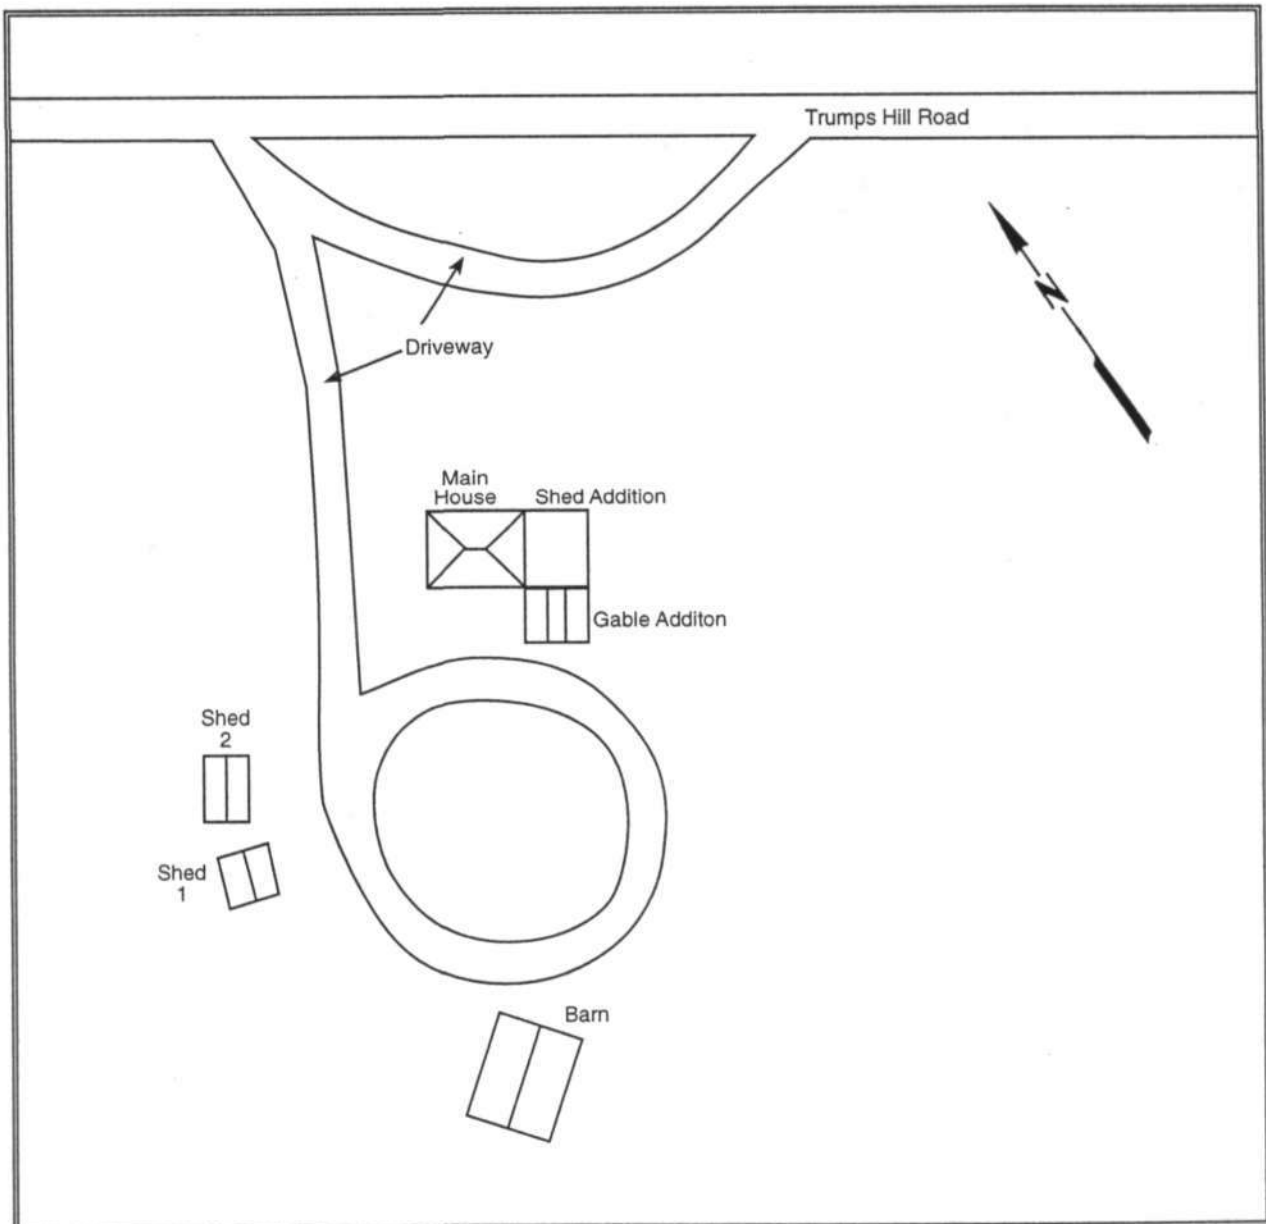 Trumps Hill Road
N
Driveway
Main
House
Shed Addition
Gable Additon
Shed
2
Shed
1
Barn